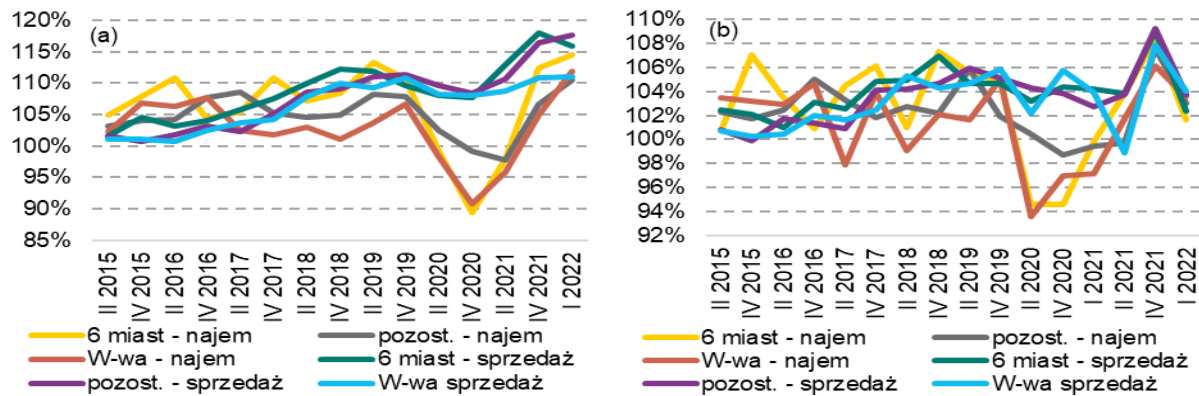 (a)
120%
115%
110%
105%
100%
95%
90%
85%
II 2015
IV 2015
II 2016
IV 2016
II 2017
IV 2017
II 2018
IV 2018
II 2019
IV 2019
II 2020
IV 2020
II 2021
IV 2021
I 2022
6 miast - najem
pozost. - najem
W-wa - najem
6 miast - sprzedaż
pozost. - sprzedaż
W-wa sprzedaż
(b)
110%
108%
106%
104%
102%
100%
98%
96%
94%
92%
II 2015
IV 2015
II 2016
IV 2016
II 2017
IV 2017
II 2018
IV 2018
II 2019
IV 2019
II 2020
IV 2020
I 2021
II 2021
IV 2021
I 2022
6 miast - najem
pozost. - najem
W-wa - najem
6 miast - sprzedaż
pozost. - sprzedaż
W-wa sprzedaż